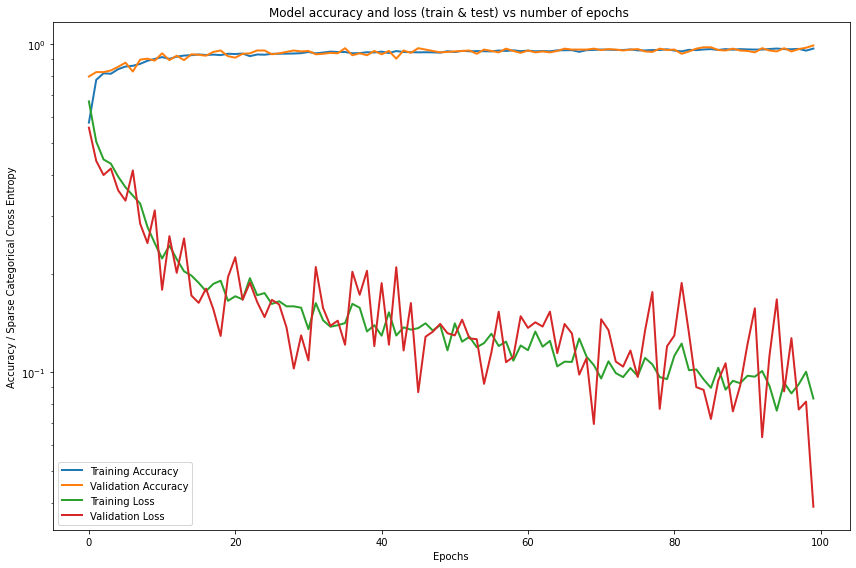 Model accuracy and loss (train & test) vs number of epochs
Accuracy / Sparse Categorical Cross Entropy
10⁰
10⁻¹
Training Accuracy
Validation Accuracy
Training Loss
Validation Loss
0 20 40 60 80 100
Epochs